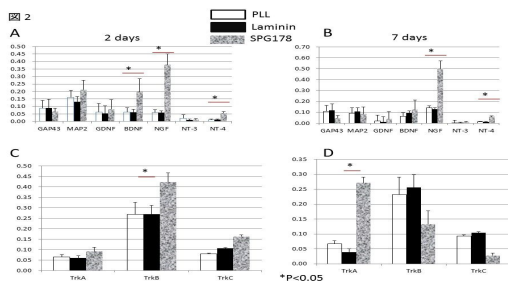 図 2
PLL
Laminin
SPG178
A 2 days
0.50
0.45
0.40
0.35
0.30
0.25
0.20
0.15
0.10
0.05
0.00
* * *
GAP43 MAP2 GDNF BDNF NGF NT-3 NT-4
B 7 days
0.70
0.60
0.50
0.40
0.30
0.20
0.10
0.00
* *
GAP43 MAP2 GDNF BDNF NGF NT-3 NT-4
C
0.50
0.45
0.40
0.35
0.30
0.25
0.20
0.15
0.10
0.05
0.00
*
TrkA TrkB TrkC
D
0.35
0.30
0.25
0.20
0.15
0.10
0.05
0.00
*
TrkA TrkB TrkC
*P<0.05